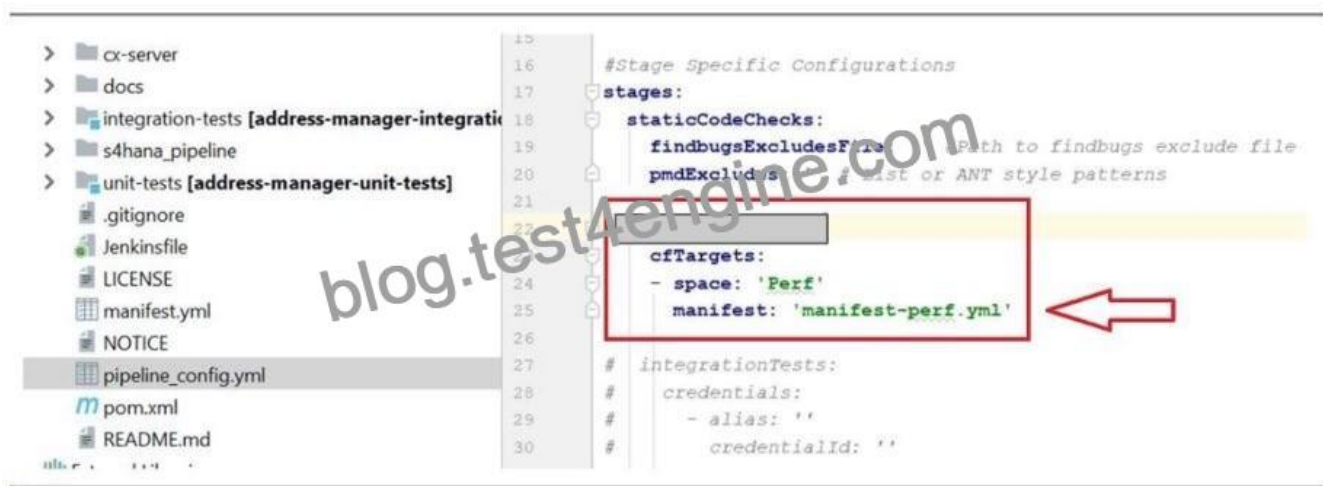 cx-server
docs
integration-tests [address-manager-integratio
s4hana_pipeline
unit-tests [address-manager-unit-tests]
.gitignore
Jenkinsfile
LICENSE
manifest.yml
NOTICE
pipeline_config.yml
pom.xml
README.md
15
16 #Stage Specific Configurations
17 stages:
18 staticCodeChecks:
19 findbugsExcludesFile: Path to findbugs exclude file
20 pmdExcludes: '' # List or ANT style patterns
21
22
23 cfTargets:
24 - space: 'Perf'
25 manifest: 'manifest-perf.yml'
26
27 # integrationTests:
28 # credentials:
29 # - alias: ''
30 # credentialId: ''
blog.test4engine.com